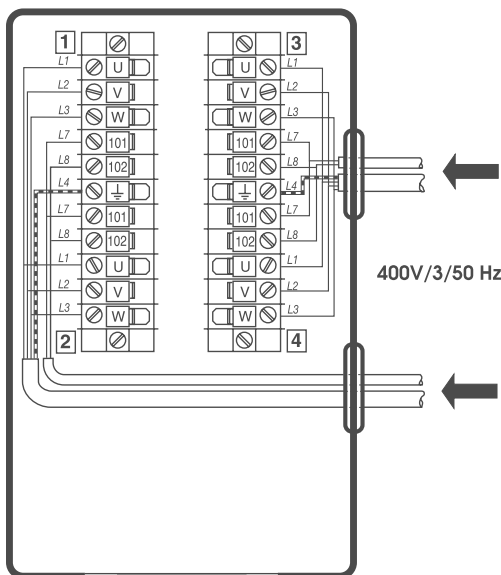 1 3
L1 U U L1
L2 V V L2
L3 W W L3
L7 101 101 L7
L8 102 102 L8
L4 L4
L7 101 101 L7
L8 102 102 L8
L1 U U L1
L2 V V L2
L3 W W L3
2 4
400V/3/50 Hz